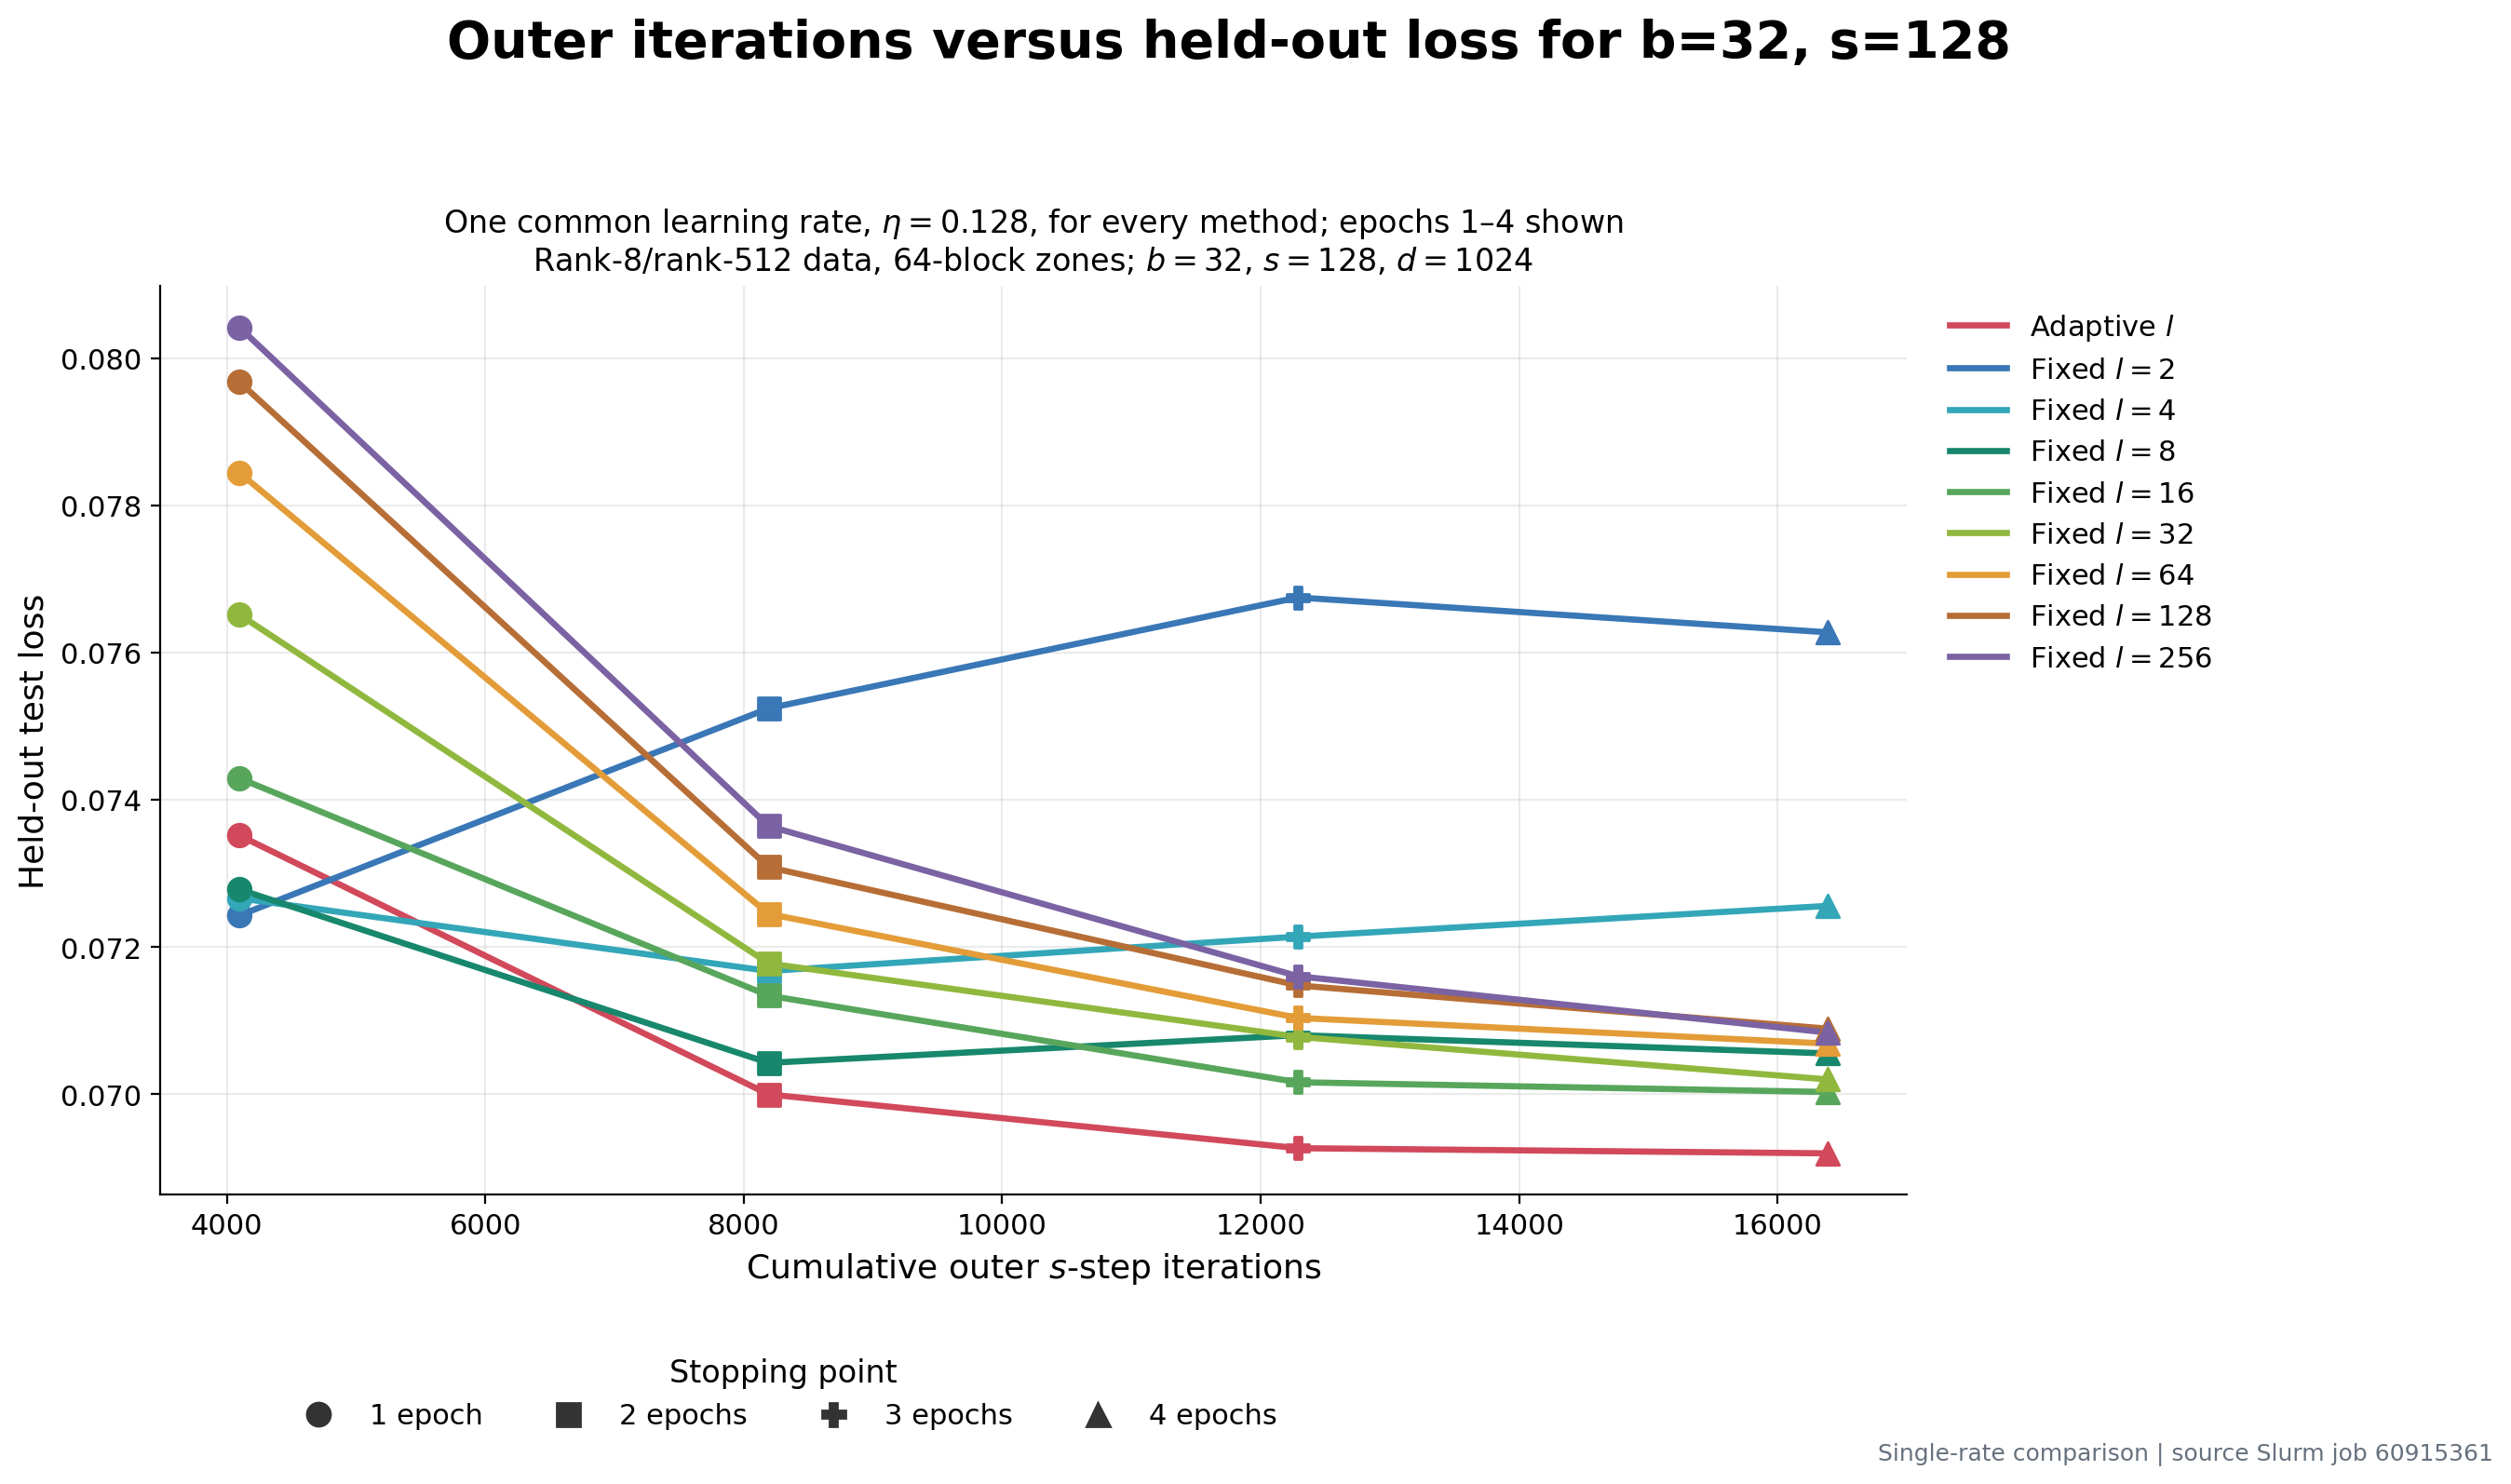 Outer iterations versus held-out loss for b=32, s=128
One common learning rate, η = 0.128, for every method; epochs 1–4 shown
Rank-8/rank-512 data, 64-block zones; b = 32, s = 128, d = 1024
0.080
0.078
0.076
0.074
0.072
0.070
Held-out test loss
4000
6000
8000
10000
12000
14000
16000
Cumulative outer s-step iterations
Adaptive l
Fixed l = 2
Fixed l = 4
Fixed l = 8
Fixed l = 16
Fixed l = 32
Fixed l = 64
Fixed l = 128
Fixed l = 256
Stopping point
1 epoch
2 epochs
3 epochs
4 epochs
Single-rate comparison | source Slurm job 60915361